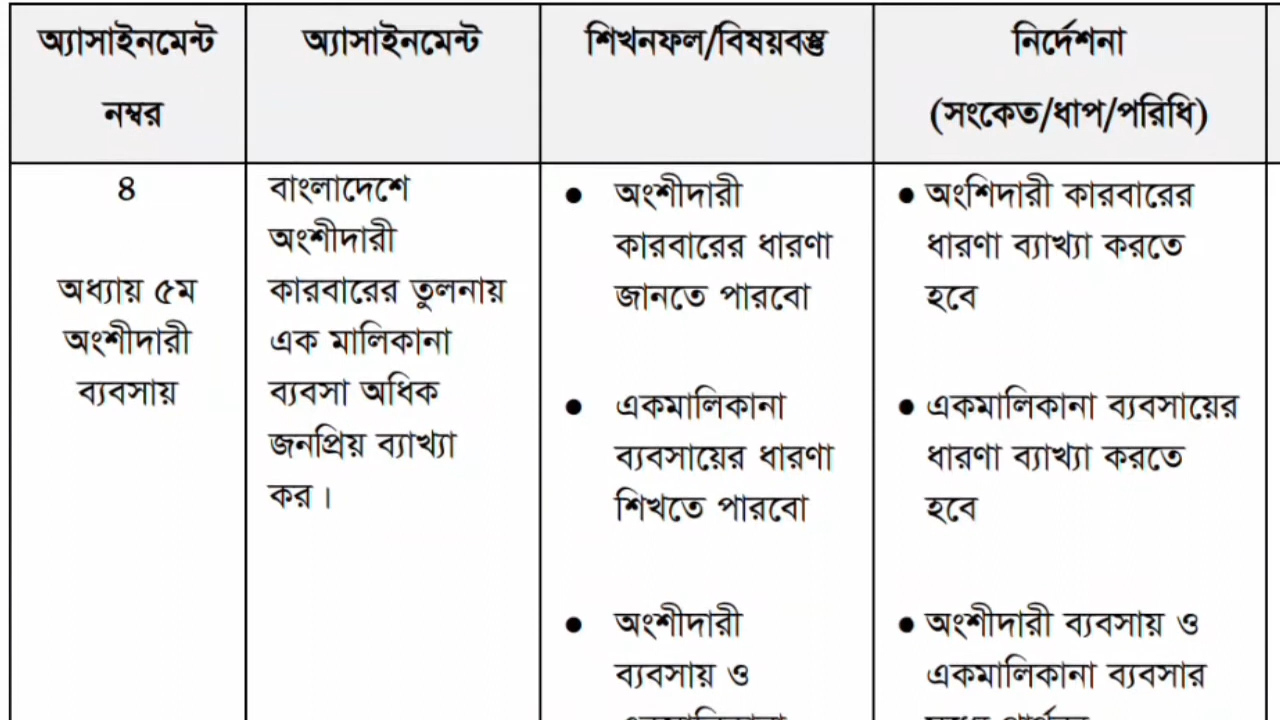 অ্যাসাইনমেন্ট
নম্বর
অ্যাসাইনমেন্ট
শিখনফল/বিষয়বস্তু
নির্দেশনা
(সংকেত/ধাপ/পরিধি)
৪
অধ্যায় ৫ম
অংশীদারী
ব্যবসায়
বাংলাদেশে
অংশীদারী
কারবারের তুলনায়
এক মালিকানা
ব্যবসা অধিক
জনপ্রিয় ব্যাখ্যা
কর।
● অংশীদারী
কারবারের ধারণা
জানতে পারবো
● একমালিকানা
ব্যবসায়ের ধারণা
শিখতে পারবো
● অংশীদারী
ব্যবসায় ও
● অংশিদারী কারবারের
ধারণা ব্যাখ্যা করতে
হবে
● একমালিকানা ব্যবসায়ের
ধারণা ব্যাখ্যা করতে
হবে
● অংশীদারী ব্যবসায় ও
একমালিকানা ব্যবসার